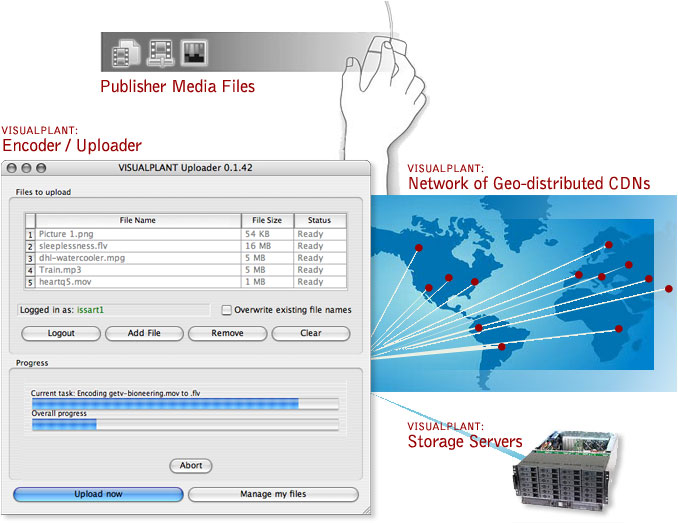 Publisher Media Files
VISUALPLANT:
Encoder / Uploader
VISUALPLANT Uploader 0.1.42
Files to upload
File Name File Size Status
1 Picture 1.png 54 KB Ready
2 sleeplessness.flv 16 MB Ready
3 dhl-watercooler.mpg 5 MB Ready
4 Train.mp3 5 MB Ready
5 heartq5.mov 1 MB Ready
Logged in as: issart1 Overwrite existing file names
Logout Add File Remove Clear
Progress
Current task: Encoding getv-bioneering.mov to .flv
Overall progress
Abort
Upload now Manage my files
VISUALPLANT:
Network of Geo-distributed CDNs
VISUALPLANT:
Storage Servers